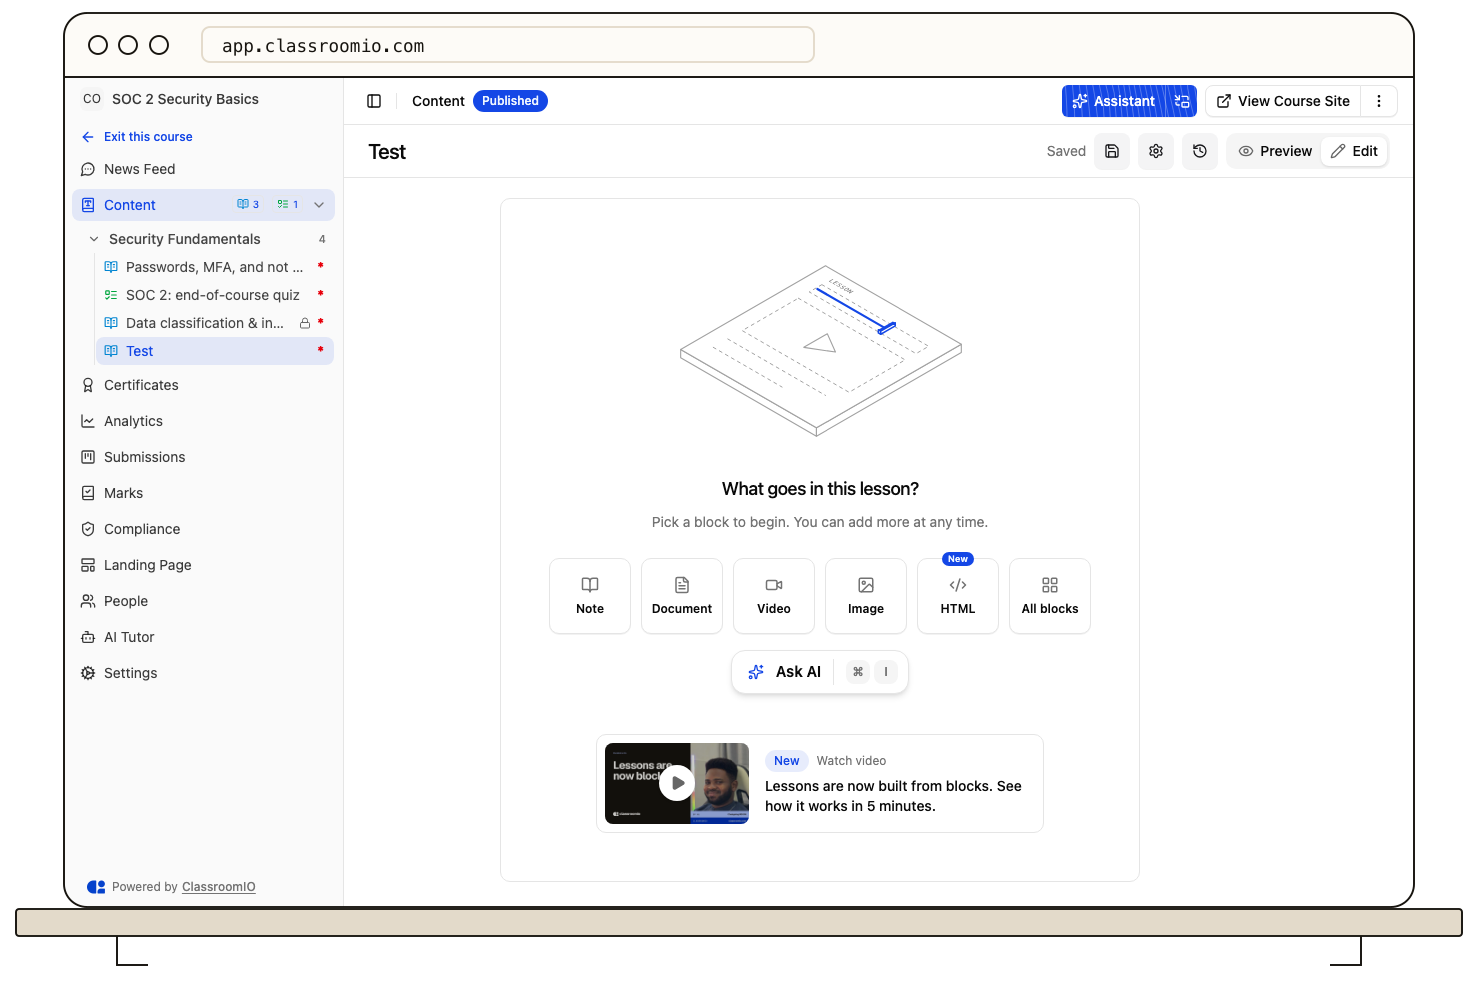 app.classroomio.com
CO SOC 2 Security Basics
Exit this course
News Feed
Content 3 1
Security Fundamentals 4
Passwords, MFA, and not ... *
SOC 2: end-of-course quiz *
Data classification & in... *
Test *
Certificates
Analytics
Submissions
Marks
Compliance
Landing Page
People
AI Tutor
Settings
Powered by ClassroomIO
Content Published
Assistant
View Course Site
Test
Saved
Preview
Edit
LESSON
What goes in this lesson?
Pick a block to begin. You can add more at any time.
New
Note
Document
Video
Image
HTML
All blocks
Ask AI ⌘ I
Lessons are
now bloc
New Watch video
Lessons are now built from blocks. See
how it works in 5 minutes.